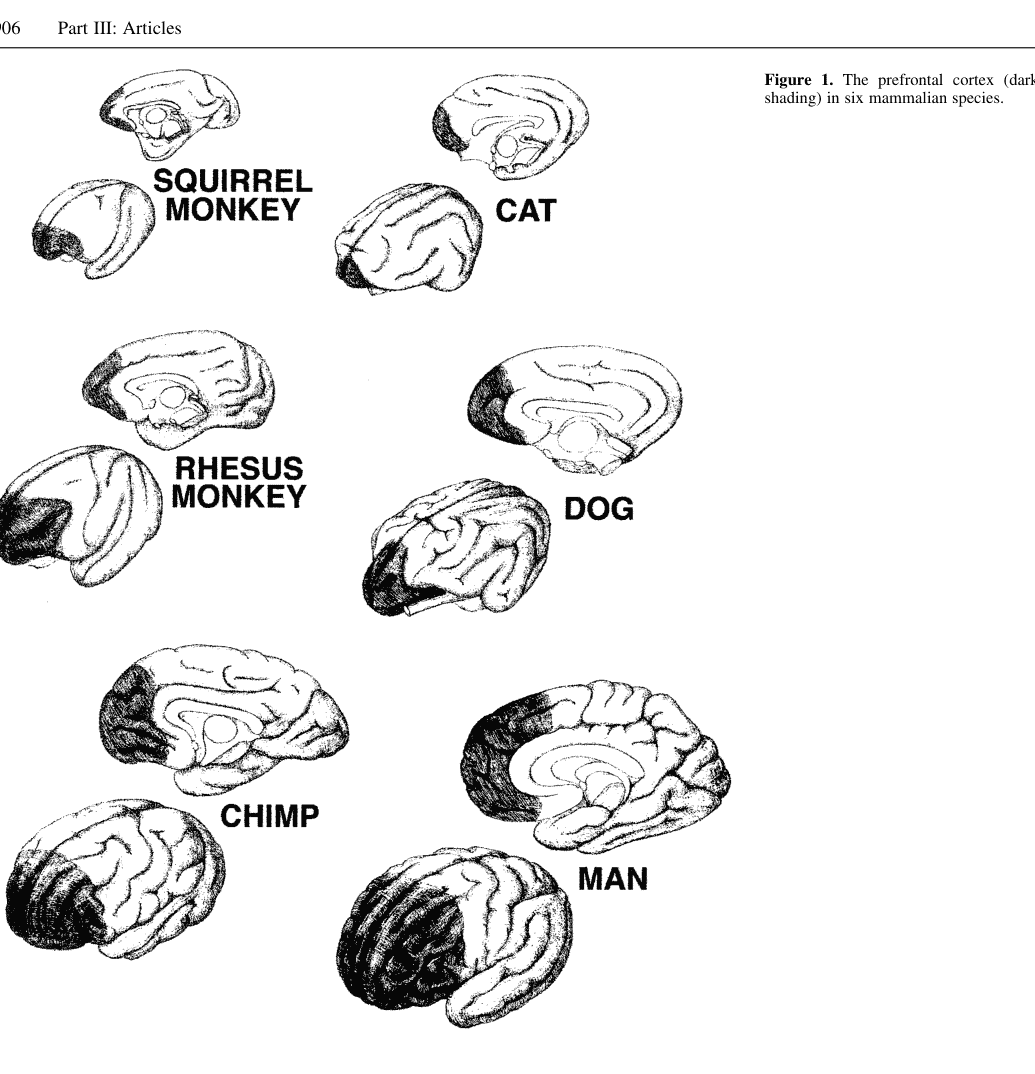 906 Part III: Articles
Figure 1. The prefrontal cortex (dark
shading) in six mammalian species.
SQUIRREL
MONKEY
CAT
RHESUS
MONKEY
DOG
CHIMP
MAN